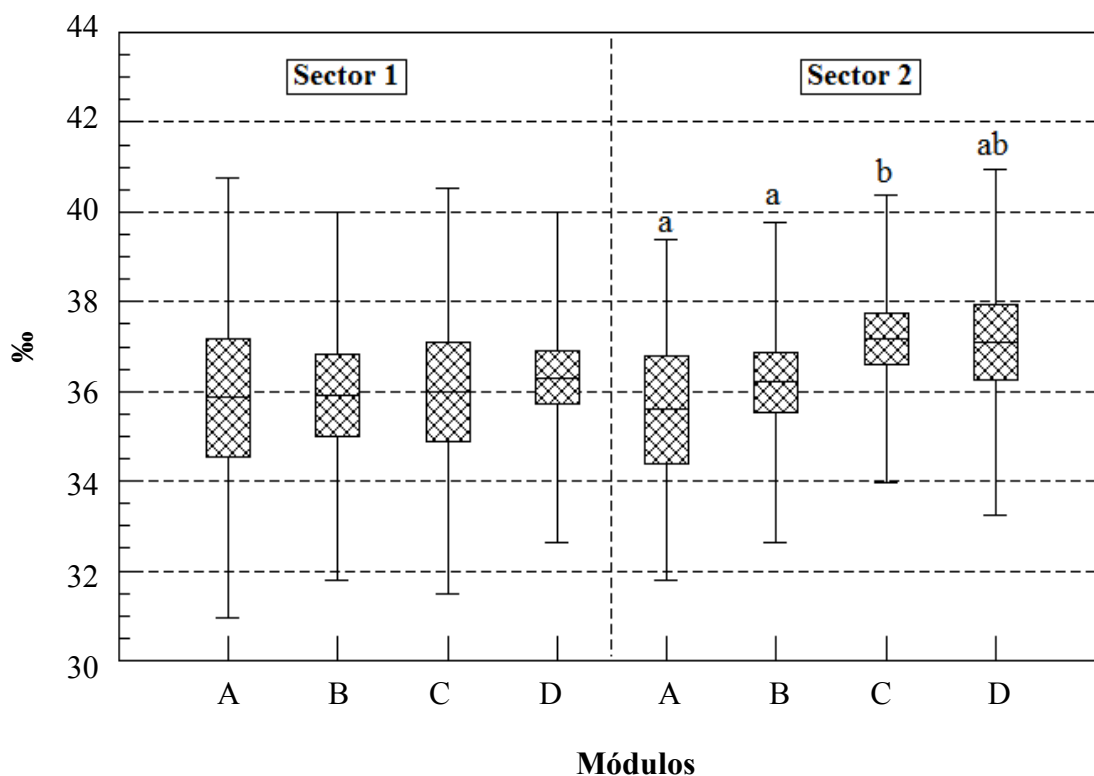 44
Sector 1
Sector 2
42
ab
b
a
a
40
38
‰
36
34
32
30
A B C D A B C D
Módulos